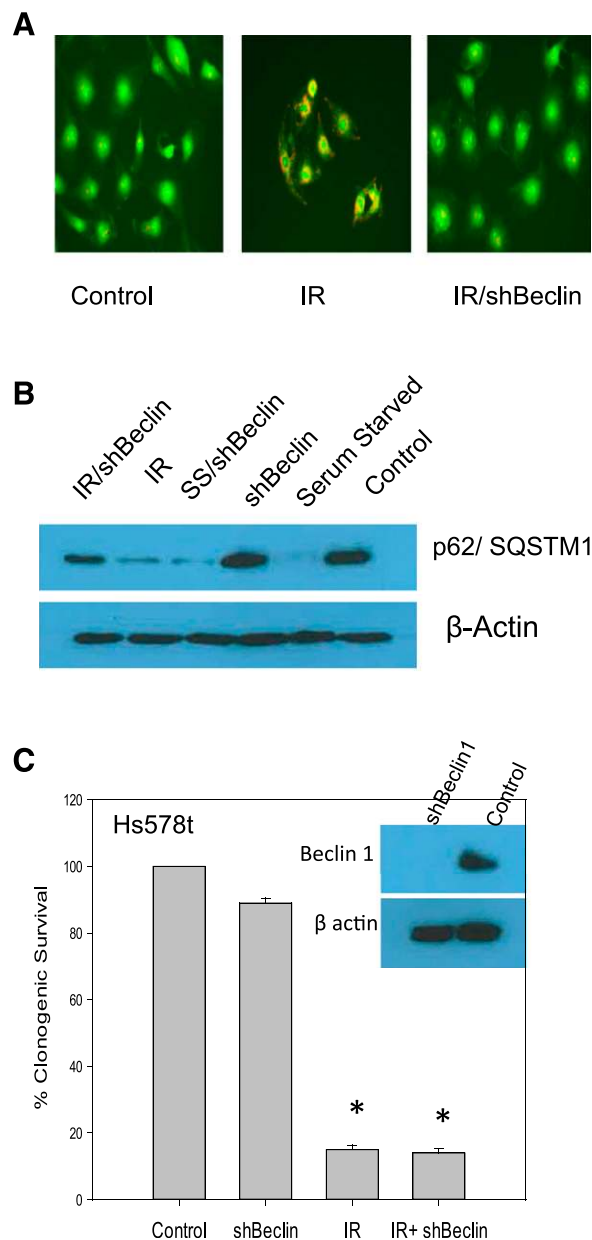 A
Control
IR
IR/shBeclin
B
IR/shBeclin
IR
SS/shBeclin
shBeclin
Serum Starved
Control
p62/ SQSTM1
β-Actin
C
shBeclin1
Control
Hs578t
Beclin 1
β actin
% Clonogenic Survival
120
100
80
60
40
20
0
*
*
Control
shBeclin
IR
IR+ shBeclin